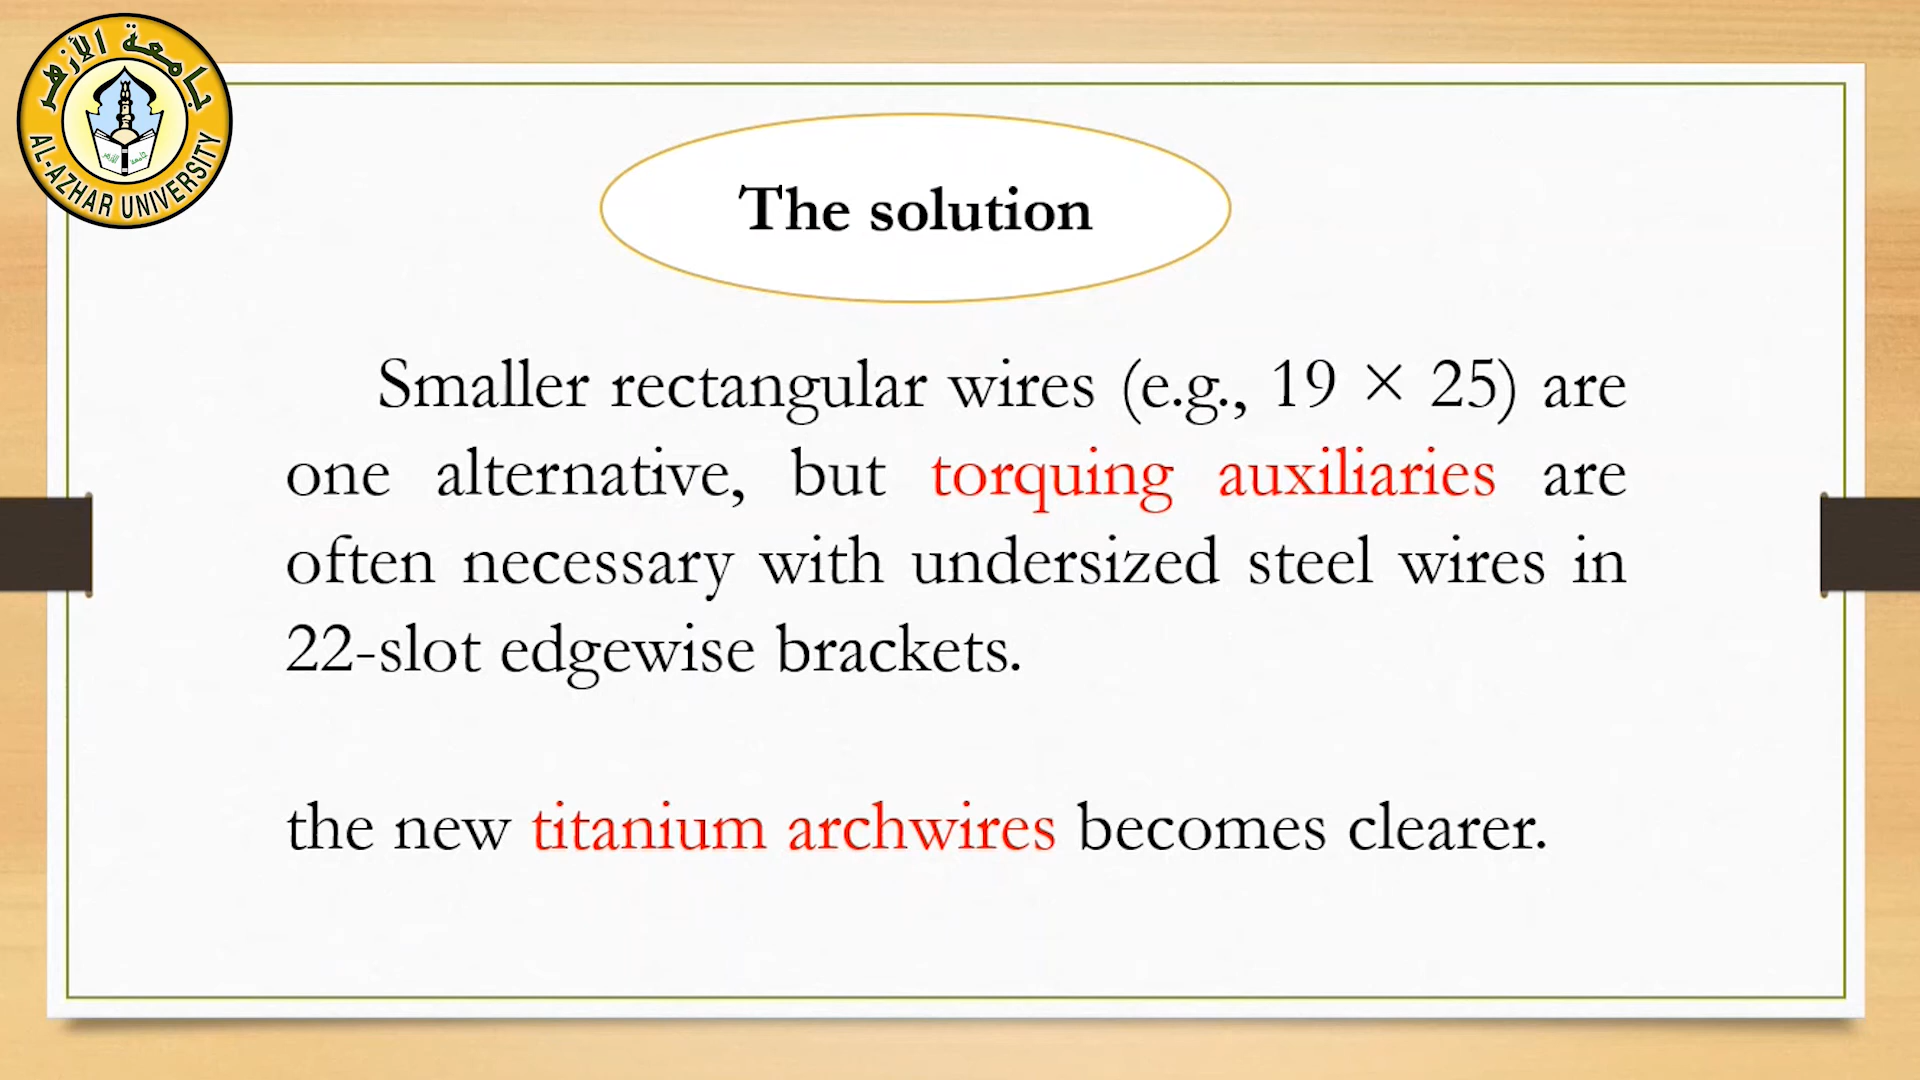 جامعة الأزهر
AL-AZHAR UNIVERSITY
The solution
Smaller rectangular wires (e.g., 19 × 25) are
one alternative, but torquing auxiliaries are
often necessary with undersized steel wires in
22-slot edgewise brackets.
the new titanium archwires becomes clearer.